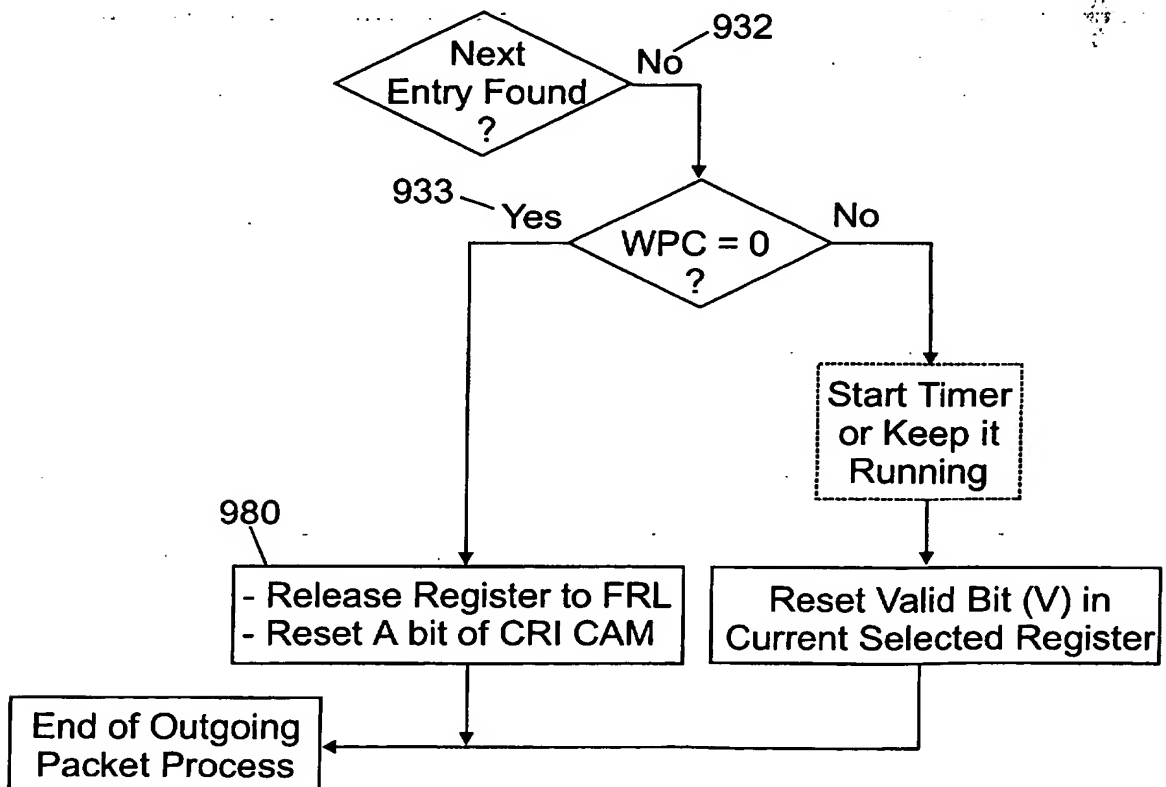 932
Next
Entry Found
?
No
933
Yes
No
WPC = 0
?
Start Timer
or Keep it
Running
980
- Release Register to FRL
- Reset A bit of CRI CAM
Reset Valid Bit (V) in
Current Selected Register
End of Outgoing
Packet Process